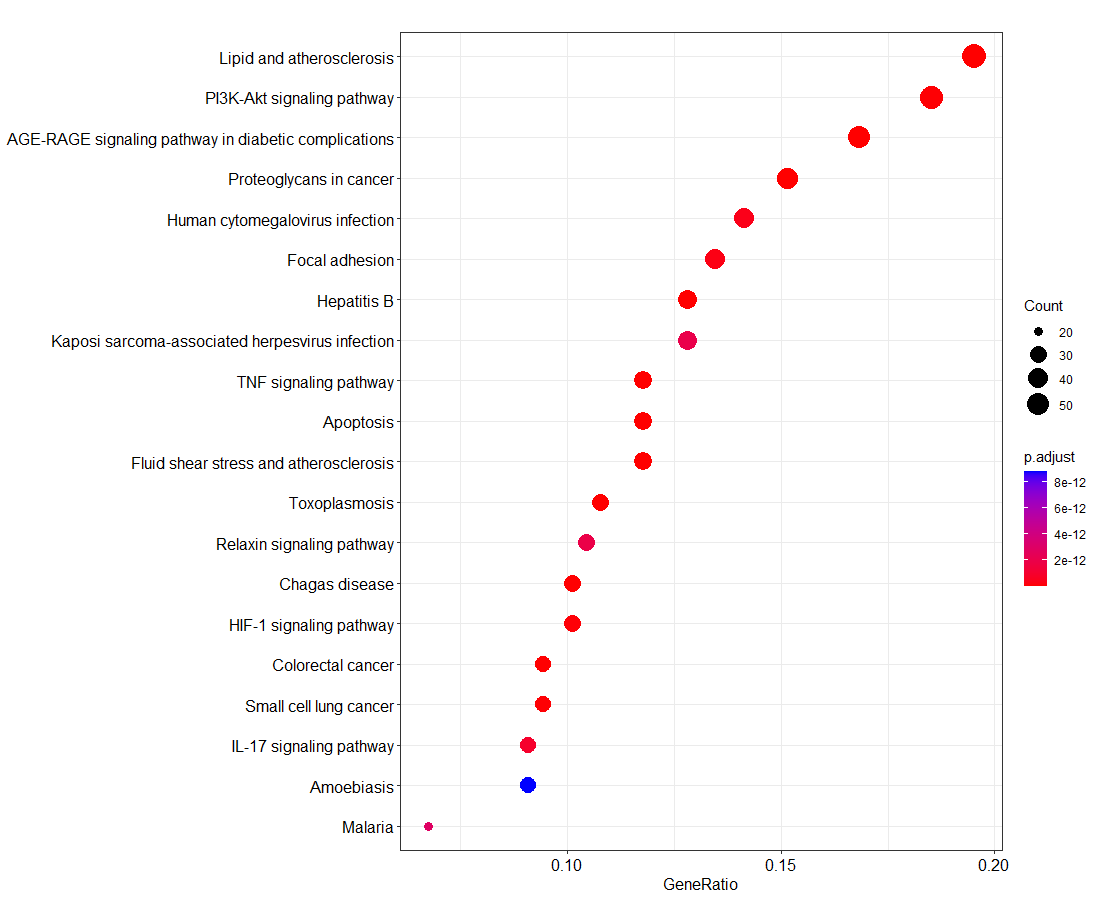 Lipid and atherosclerosis
PI3K-Akt signaling pathway
AGE-RAGE signaling pathway in diabetic complications
Proteoglycans in cancer
Human cytomegalovirus infection
Focal adhesion
Hepatitis B
Kaposi sarcoma-associated herpesvirus infection
TNF signaling pathway
Apoptosis
Fluid shear stress and atherosclerosis
Toxoplasmosis
Relaxin signaling pathway
Chagas disease
HIF-1 signaling pathway
Colorectal cancer
Small cell lung cancer
IL-17 signaling pathway
Amoebiasis
Malaria
0.10
0.15
0.20
GeneRatio
Count
20
30
40
50
p.adjust
8e-12
6e-12
4e-12
2e-12